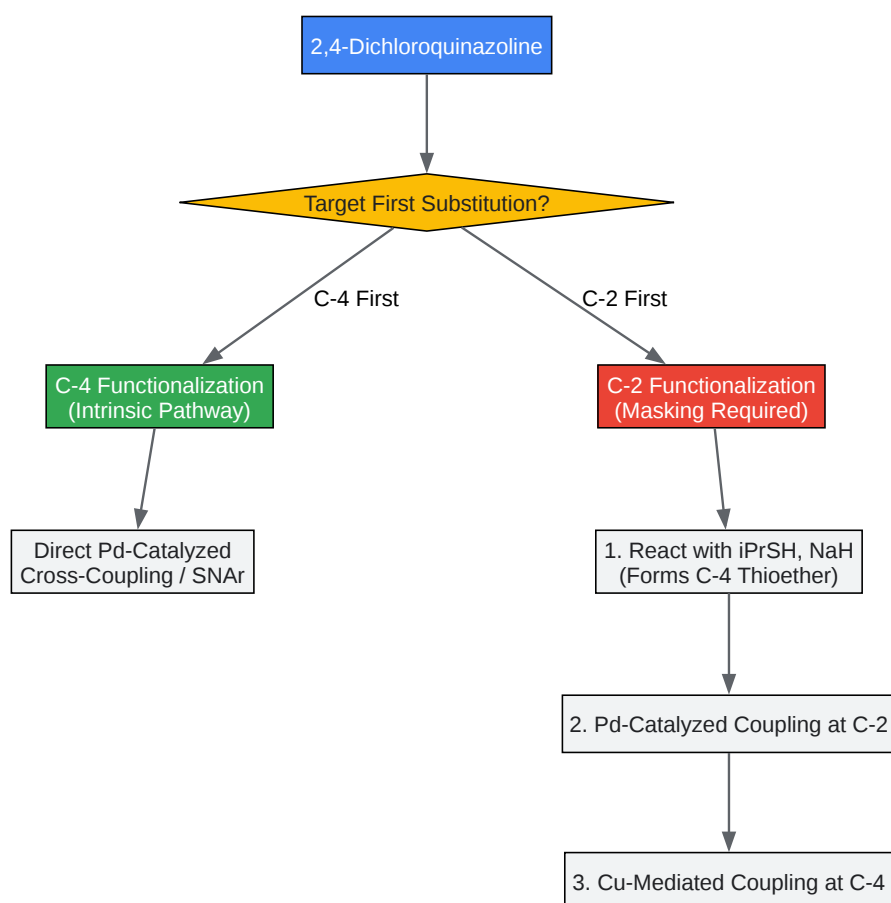 2,4-Dichloroquinazoline
Target First Substitution?
C-4 First
C-2 First
C-4 Functionalization
(Intrinsic Pathway)
C-2 Functionalization
(Masking Required)
Direct Pd-Catalyzed
Cross-Coupling / SNAr
1. React with iPrSH, NaH
(Forms C-4 Thioether)
2. Pd-Catalyzed Coupling at C-2
3. Cu-Mediated Coupling at C-4